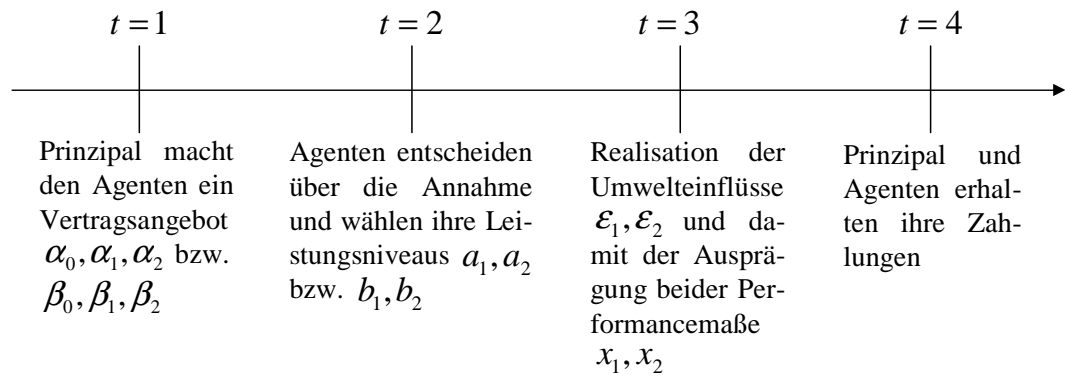 t = 1
t = 2
t = 3
t = 4
Prinzipal macht
den Agenten ein
Vertragsangebot
α₀, α₁, α₂ bzw.
β₀, β₁, β₂
Agenten entscheiden
über die Annahme
und wählen ihre Lei-
stungsniveaus a₁, a₂
bzw. b₁, b₂
Realisation der
Umwelteinflüsse
ε₁, ε₂ und da-
mit der Ausprä-
gung beider Per-
formancemaße
x₁, x₂
Prinzipal und
Agenten erhal-
ten ihre Zah-
lungen